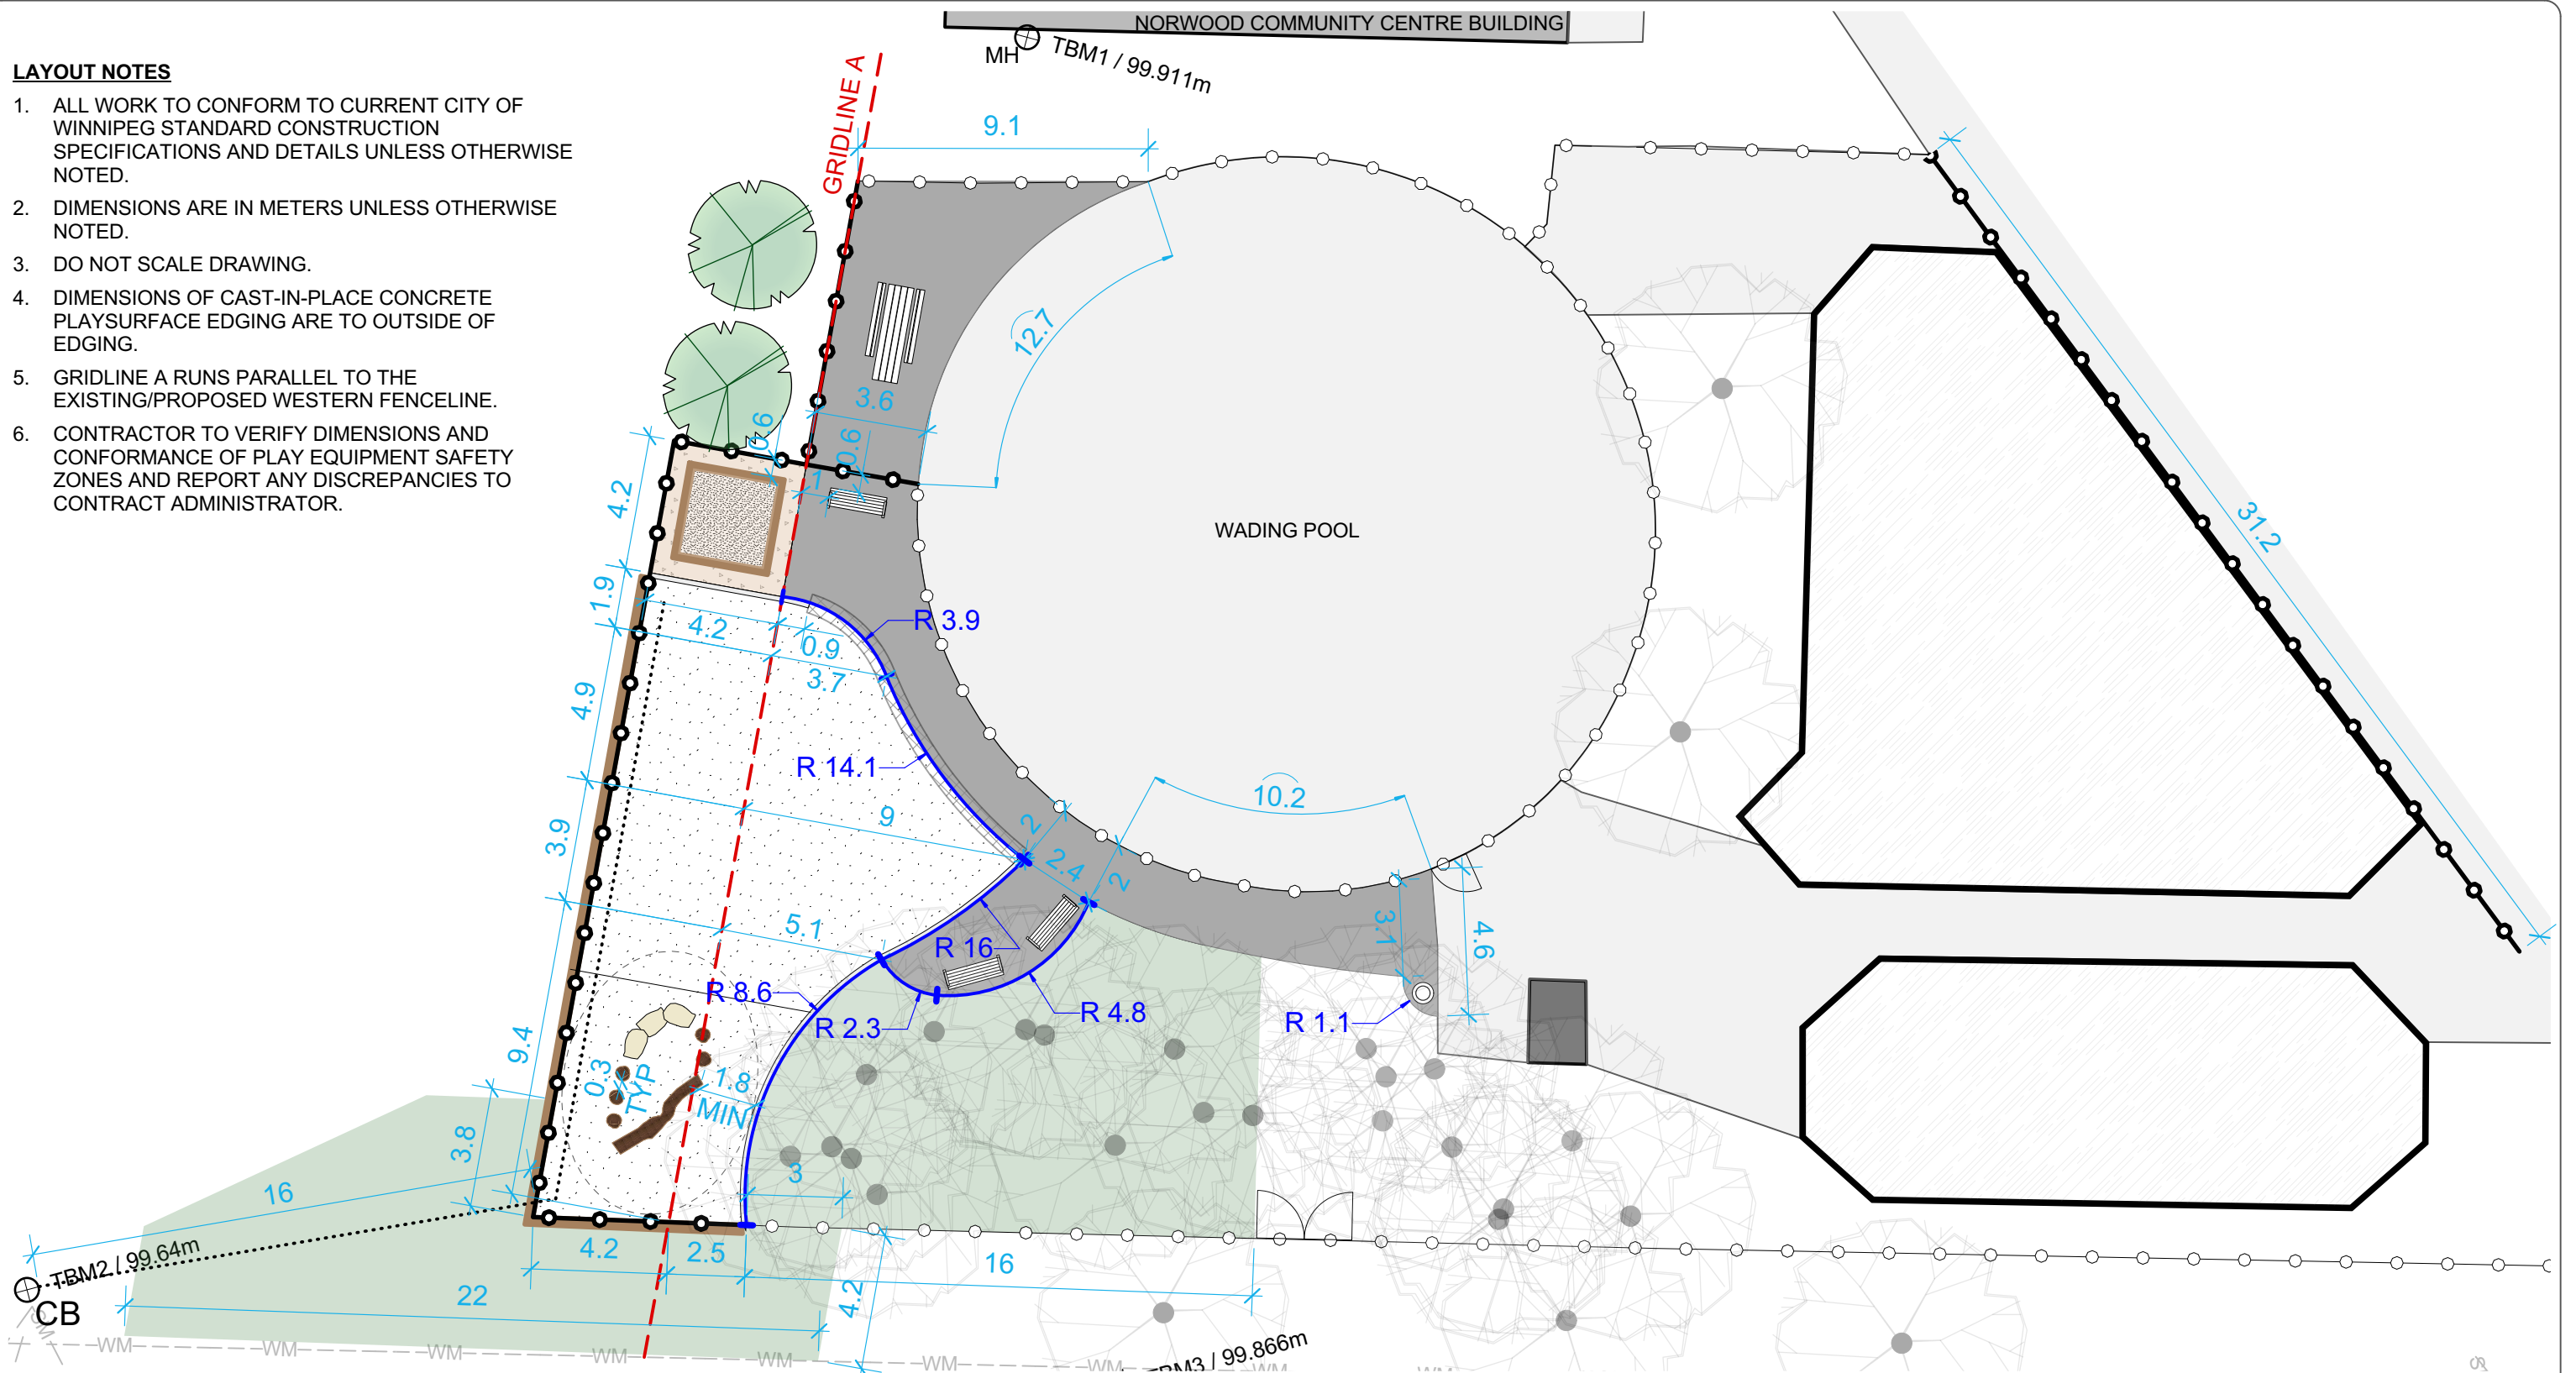 NORWOOD COMMUNITY CENTRE BUILDING
MH
TBM1 / 99.911m
GRIDLINE A
LAYOUT NOTES
1. ALL WORK TO CONFORM TO CURRENT CITY OF
WINNIPEG STANDARD CONSTRUCTION
SPECIFICATIONS AND DETAILS UNLESS OTHERWISE
NOTED.
2. DIMENSIONS ARE IN METERS UNLESS OTHERWISE
NOTED.
3. DO NOT SCALE DRAWING.
4. DIMENSIONS OF CAST-IN-PLACE CONCRETE
PLAYSURFACE EDGING ARE TO OUTSIDE OF
EDGING.
5. GRIDLINE A RUNS PARALLEL TO THE
EXISTING/PROPOSED WESTERN FENCELINE.
6. CONTRACTOR TO VERIFY DIMENSIONS AND
CONFORMANCE OF PLAY EQUIPMENT SAFETY
ZONES AND REPORT ANY DISCREPANCIES TO
CONTRACT ADMINISTRATOR.
9.1
12.7
3.6
0.6
0.6
1
4.2
WADING POOL
31.2
1.9
4.2
0.9
3.7
R 3.9
4.9
R 14.1
9
2
2.4
2
10.2
3.9
5.1
R 16
3.1
4.6
R 8.6
R 2.3
R 4.8
R 1.1
9.4
0.3
TYP
1.8
MIN
3.8
3
16
4.2
2.5
16
22
4.2
TBM2 / 99.64m
CB
WM
WM
WM
WM
WM
WM
WM
WM
WM
WM
TBM3 / 99.866m